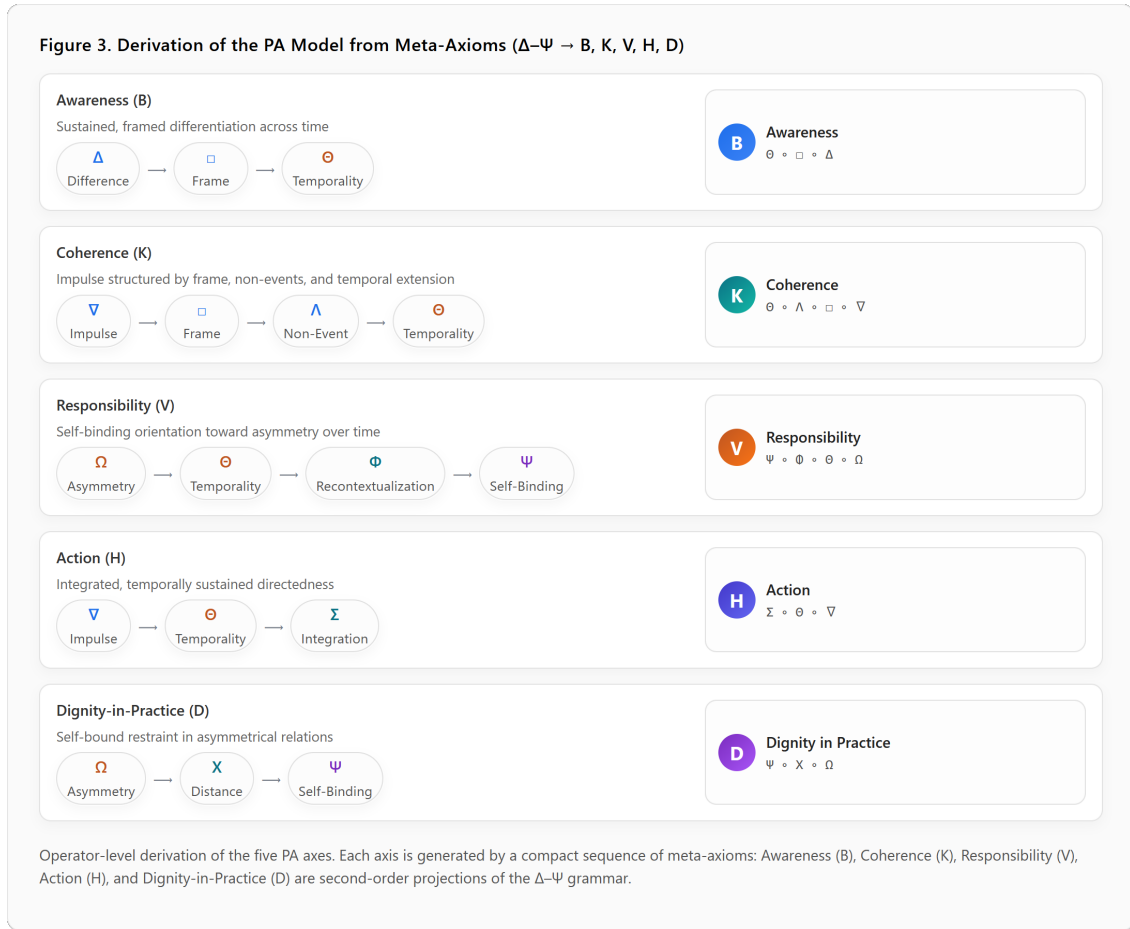 Figure 3. Derivation of the PA Model from Meta-Axioms (Δ–Ψ → B, K, V, H, D)
Awareness (B)
Sustained, framed differentiation across time
Δ → □ → Θ
Difference Frame Temporality
B Awareness
Θ ∘ □ ∘ Δ
Coherence (K)
Impulse structured by frame, non-events, and temporal extension
∇ → □ → Λ → Θ
Impulse Frame Non-Event Temporality
K Coherence
Θ ∘ Λ ∘ □ ∘ ∇
Responsibility (V)
Self-binding orientation toward asymmetry over time
Ω → Θ → Φ → Ψ
Asymmetry Temporality Recontextualization Self-Binding
V Responsibility
Ψ ∘ Φ ∘ Θ ∘ Ω
Action (H)
Integrated, temporally sustained directedness
∇ → Θ → Σ
Impulse Temporality Integration
H Action
Σ ∘ Θ ∘ ∇
Dignity-in-Practice (D)
Self-bound restraint in asymmetrical relations
Ω → Χ → Ψ
Asymmetry Distance Self-Binding
D Dignity in Practice
Ψ ∘ Χ ∘ Ω
Operator-level derivation of the five PA axes. Each axis is generated by a compact sequence of meta-axioms: Awareness (B), Coherence (K), Responsibility (V),
Action (H), and Dignity-in-Practice (D) are second-order projections of the Δ–Ψ grammar.